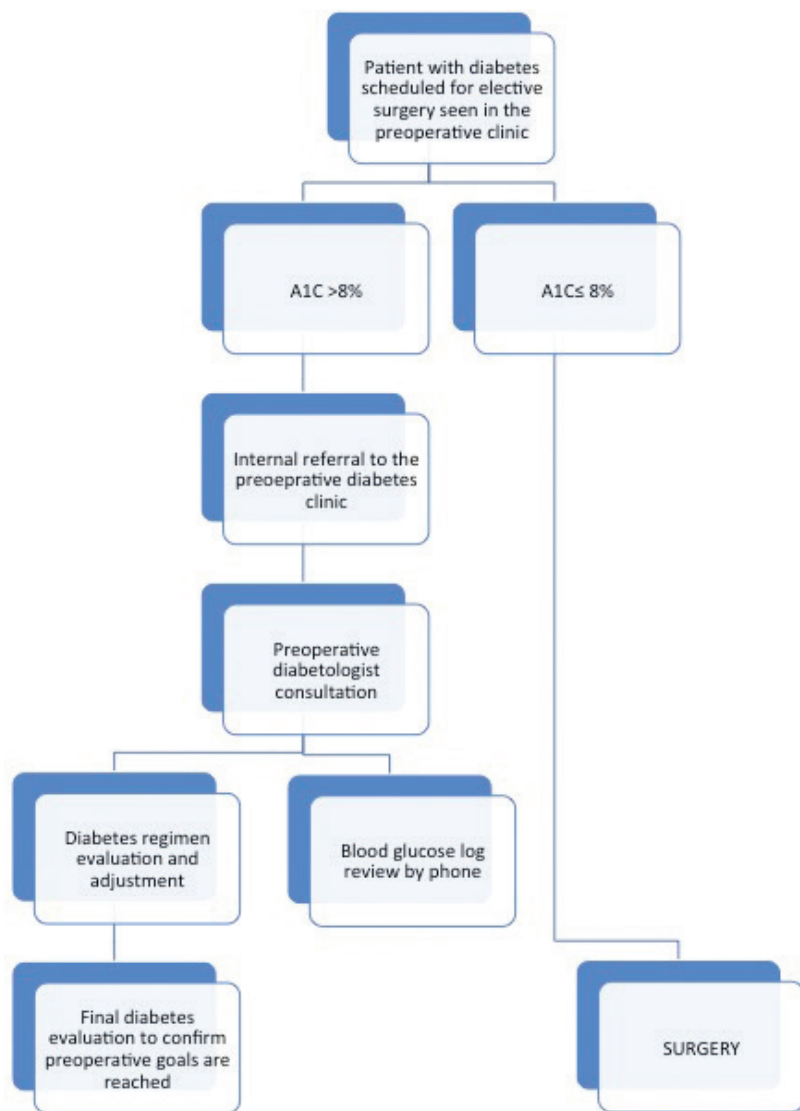 Patient with diabetes
scheduled for elective
surgery seen in the
preoperative clinic
A1C >8%
A1C≤ 8%
Internal referral to the
preoeprative diabetes
clinic
Preoperative
diabetologist
consultation
Diabetes regimen
evaluation and
adjustment
Blood glucose log
review by phone
Final diabetes
evaluation to confirm
preoperative goals are
reached
SURGERY